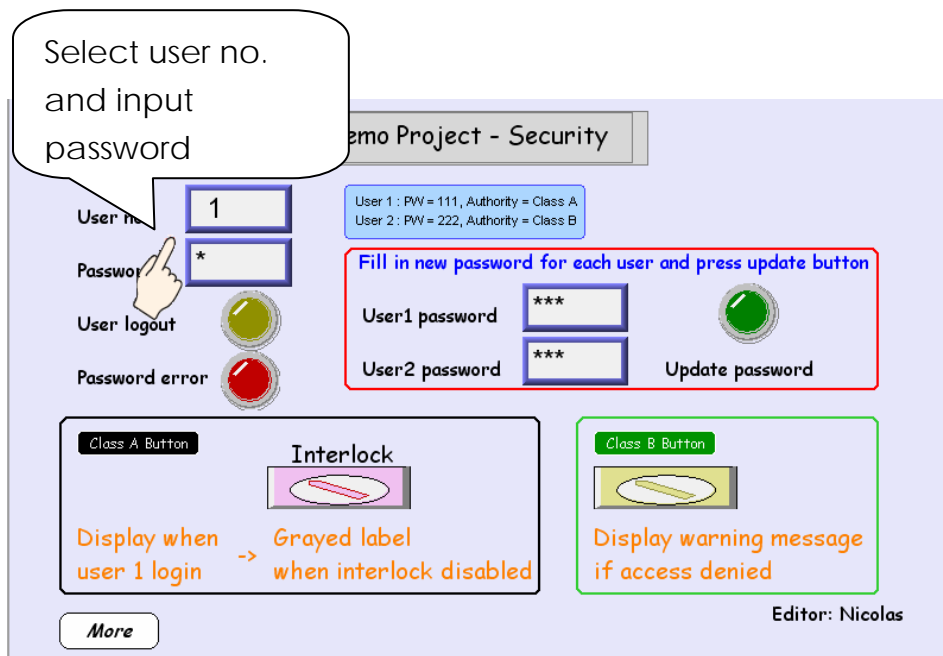 Select user no.
and input
password
emo Project - Security
User n
1
User 1 : PW = 111, Authority = Class A
User 2 : PW = 222, Authority = Class B
Passwo
*
Fill in new password for each user and press update button
User logout
User1 password
***
Password error
User2 password
***
Update password
Class A Button
Interlock
Display when
user 1 login
->
Grayed label
when interlock disabled
Class B Button
Display warning message
if access denied
Editor: Nicolas
More